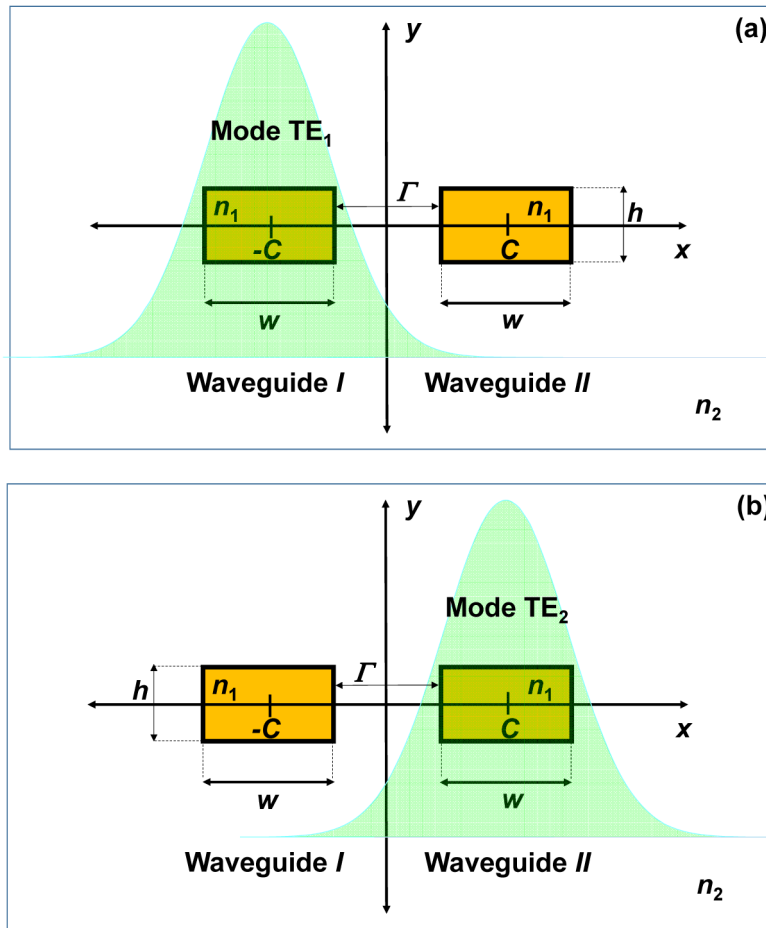 y
(a)
Mode TE₁
Γ
n₁
n₁
h
-C
C
x
w
w
Waveguide I
Waveguide II
n₂
y
(b)
Mode TE₂
Γ
h
n₁
n₁
-C
C
x
w
w
Waveguide I
Waveguide II
n₂